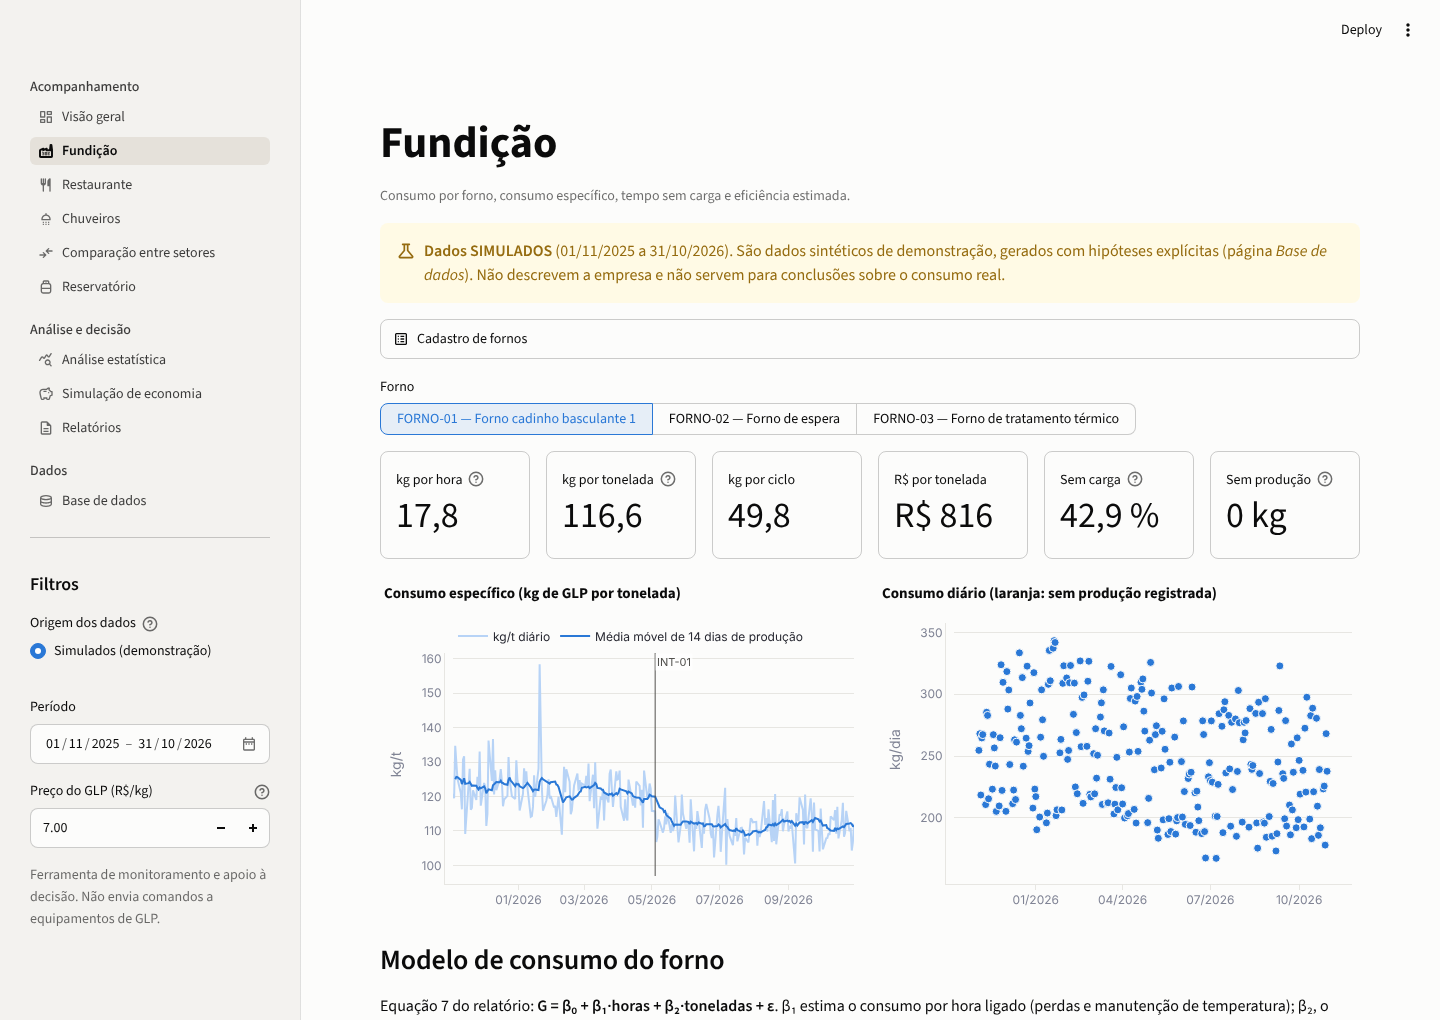 Deploy
Acompanhamento
Visão geral
Fundição
Restaurante
Chuveiros
Comparação entre setores
Reservatório
Análise e decisão
Análise estatística
Simulação de economia
Relatórios
Dados
Base de dados
Filtros
Origem dos dados
Simulados (demonstração)
Período
01 / 11 / 2025 – 31 / 10 / 2026
Preço do GLP (R$/kg)
7.00
Ferramenta de monitoramento e apoio à
decisão. Não envia comandos a
equipamentos de GLP.
Fundição
Consumo por forno, consumo específico, tempo sem carga e eficiência estimada.
Dados SIMULADOS (01/11/2025 a 31/10/2026). São dados sintéticos de demonstração, gerados com hipóteses explícitas (página Base de
dados). Não descrevem a empresa e não servem para conclusões sobre o consumo real.
Cadastro de fornos
Forno
FORNO-01 — Forno cadinho basculante 1
FORNO-02 — Forno de espera
FORNO-03 — Forno de tratamento térmico
kg por hora
17,8
kg por tonelada
116,6
kg por ciclo
49,8
R$ por tonelada
R$ 816
Sem carga
42,9 %
Sem produção
0 kg
Consumo específico (kg de GLP por tonelada)
kg/t diário
Média móvel de 14 dias de produção
INT-01
160
150
140
130
120
110
100
kg/t
01/2026
03/2026
05/2026
07/2026
09/2026
Consumo diário (laranja: sem produção registrada)
350
300
250
200
kg/dia
01/2026
04/2026
07/2026
10/2026
Modelo de consumo do forno
Equação 7 do relatório: G = β₀ + β₁·horas + β₂·toneladas + ε. β₁ estima o consumo por hora ligado (perdas e manutenção de temperatura); β₂, o